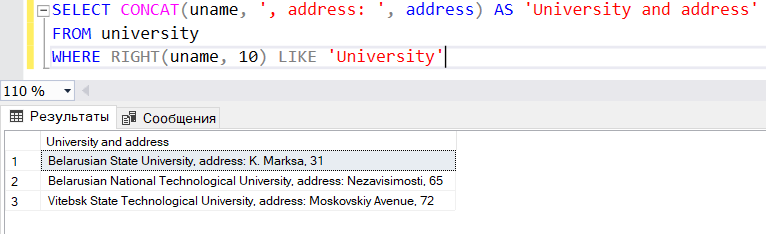 SELECT CONCAT(uname, ', address: ', address) AS 'University and address'
FROM university
WHERE RIGHT(uname, 10) LIKE 'University'
110 %
Результаты Сообщения
University and address
1 Belarusian State University, address: K. Marksa, 31
2 Belarusian National Technological University, address: Nezavisimosti, 65
3 Vitebsk State Technological University, address: Moskovskiy Avenue, 72